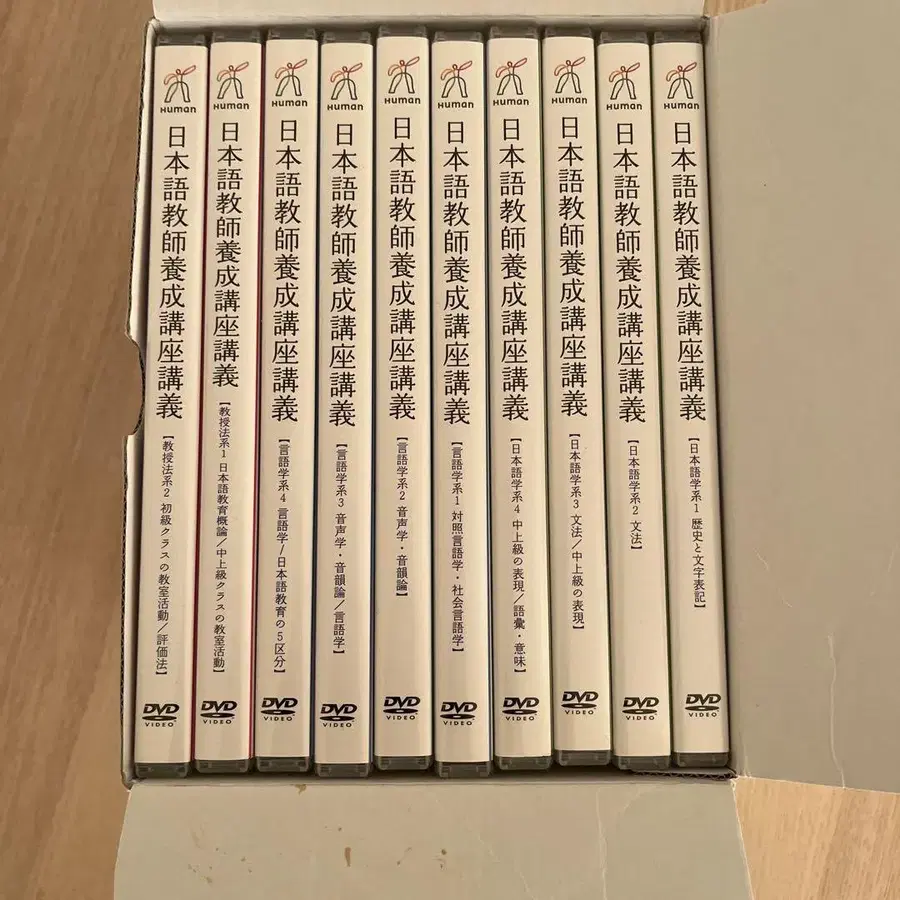 Human
日本語教師養成講座講義
【教授法系2 初級クラスの教室活動/評価法】
DVD
VIDEO
Human
日本語教師養成講座講義
【教授法系1 日本語教育概論/中上級クラスの教室活動】
DVD
VIDEO
Human
日本語教師養成講座講義
【言語学系4 言語学/日本語教育の5区分】
DVD
VIDEO
Human
日本語教師養成講座講義
【言語学系3 音声学・音韻論/言語学】
DVD
VIDEO
Human
日本語教師養成講座講義
【言語学系2 音声学・音韻論】
DVD
VIDEO
Human
日本語教師養成講座講義
【言語学系1 対照言語学・社会言語学】
DVD
VIDEO
Human
日本語教師養成講座講義
【日本語学系4 中上級の表現/語彙・意味】
DVD
VIDEO
Human
日本語教師養成講座講義
【日本語学系3 文法/中上級の表現】
DVD
VIDEO
Human
日本語教師養成講座講義
【日本語学系2 文法】
DVD
VIDEO
Human
日本語教師養成講座講義
【日本語学系1 歴史と文字表記】
DVD
VIDEO